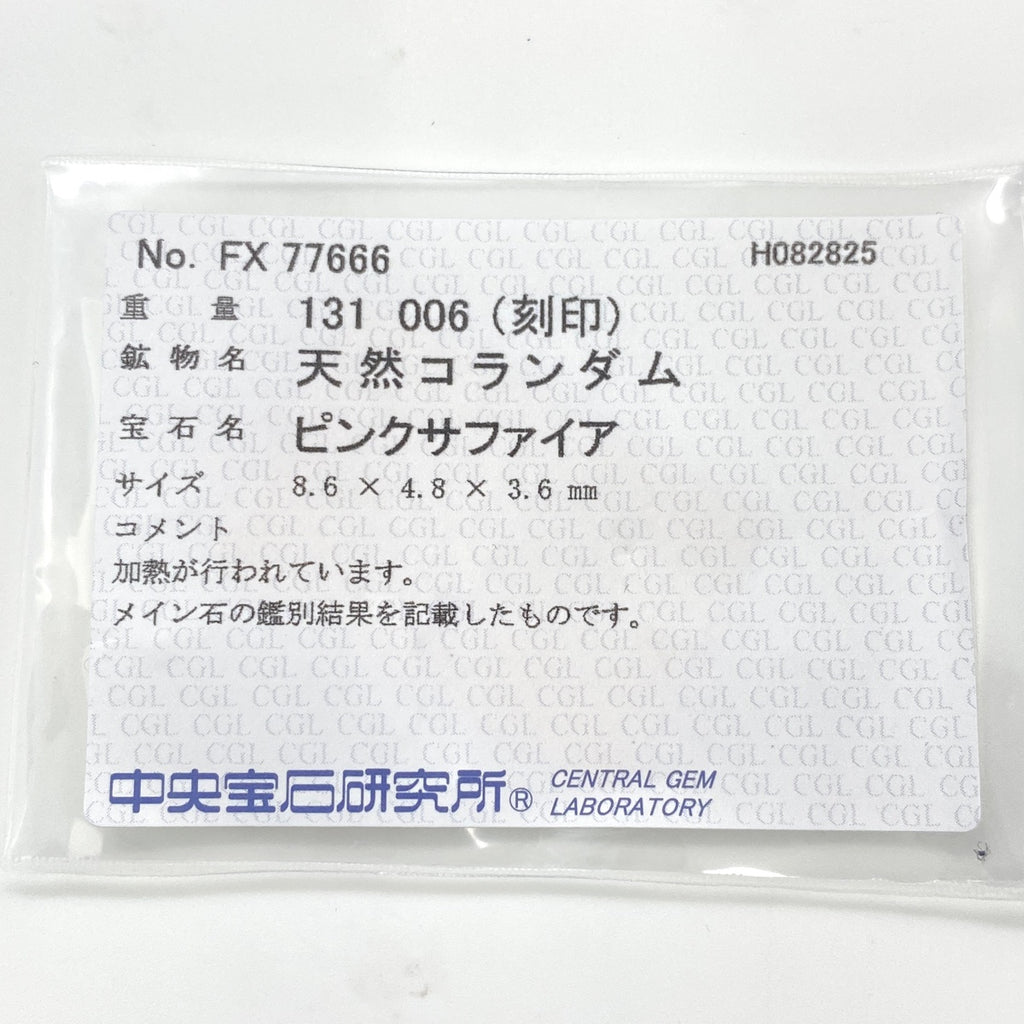 No. FX 77666 H082825
重量 131 006 (刻印)
鉱物名 天然コランダム
宝石名 ピンクサファイア
サイズ 8.6 × 4.8 × 3.6 mm
コメント
加熱が行われています。
メイン石の鑑別結果を記載したものです。
中央宝石研究所® CENTRAL GEM
LABORATORY